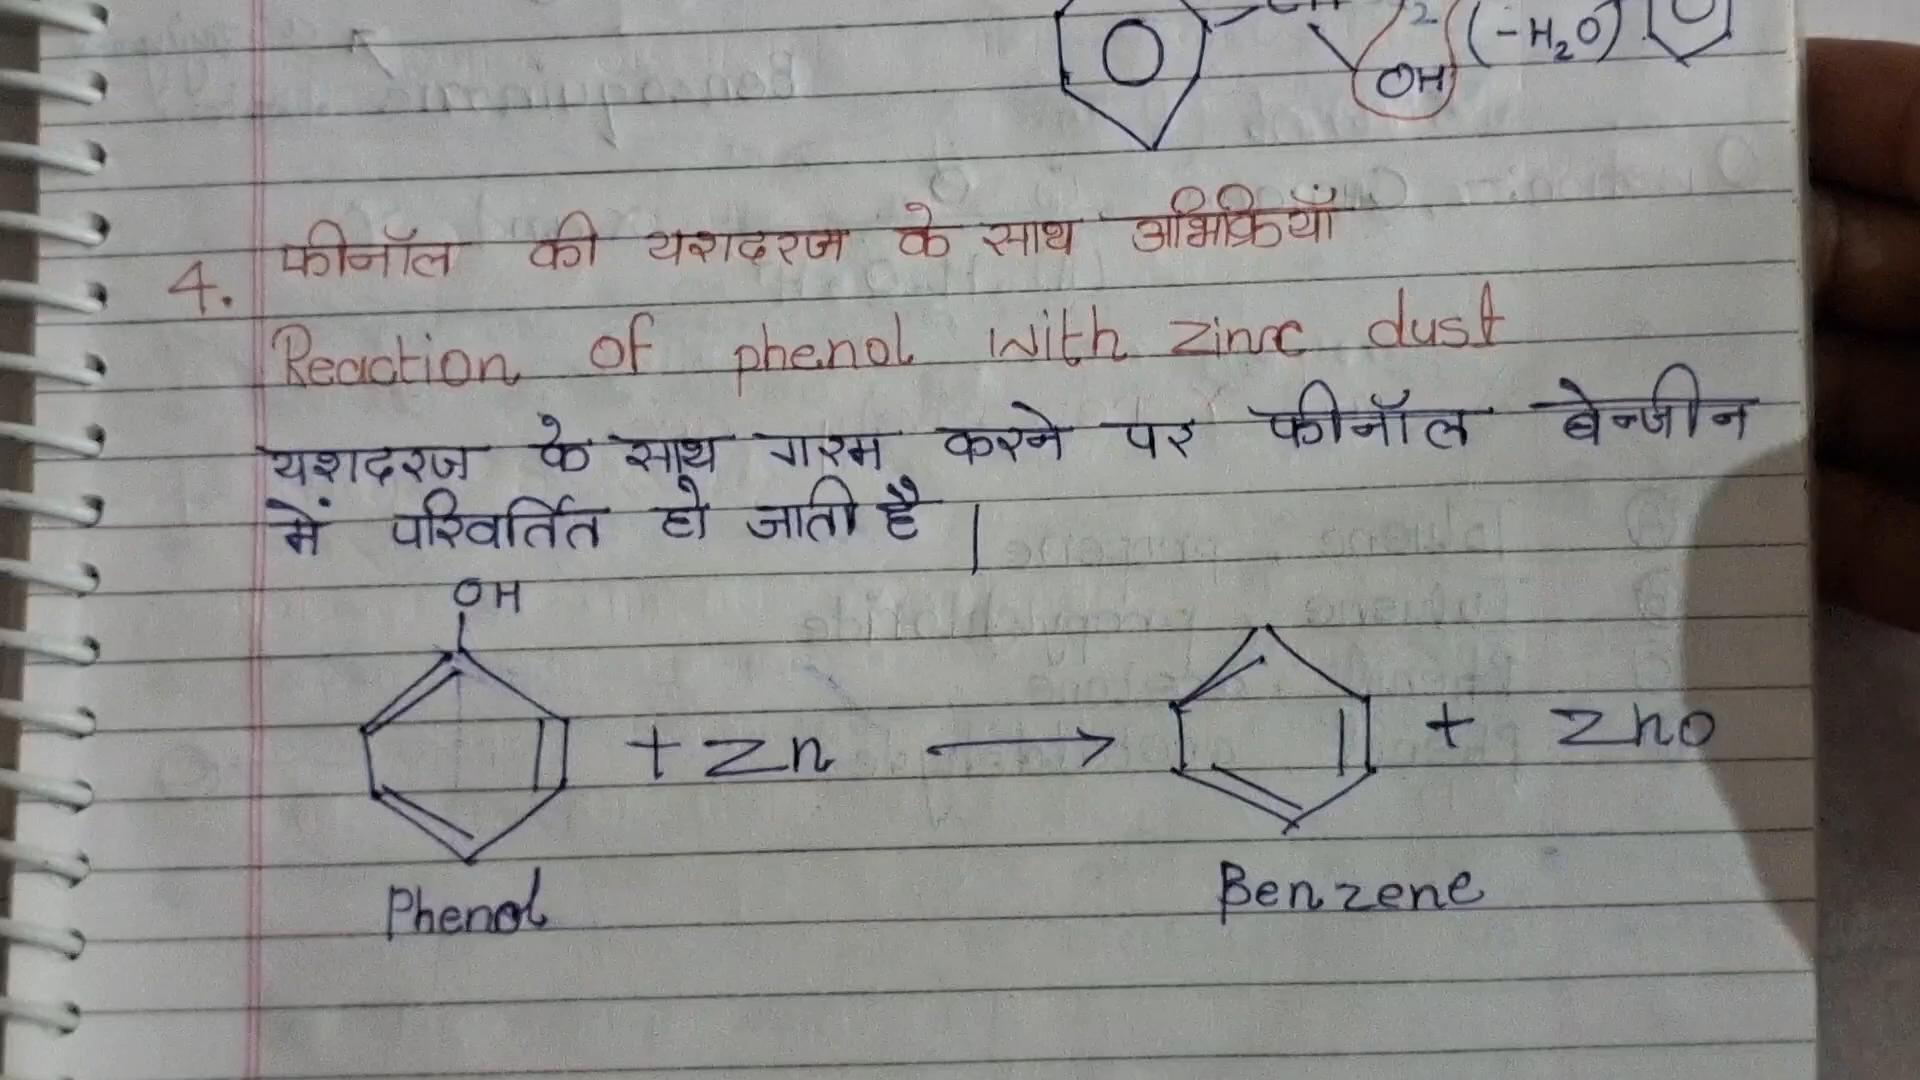 OH 2 (-H₂O)
4. फीनॉल की यशदरज के साथ अभिक्रियाँ
Reaction of phenol with zinc dust
यशदरज के साथ गरम करने पर फीनॉल बेन्जीन
में परिवर्तित हो जाती है |
OH
+ Zn → + ZnO
Phenol Benzene